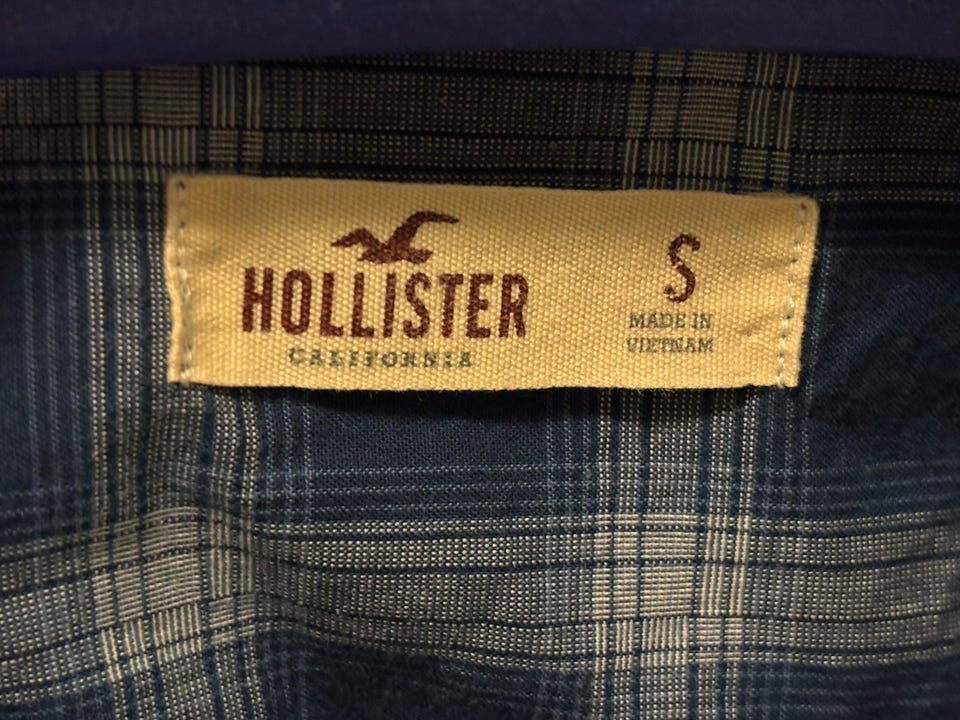 HOLLISTER
CALIFORNIA
S
MADE IN
VIETNAM